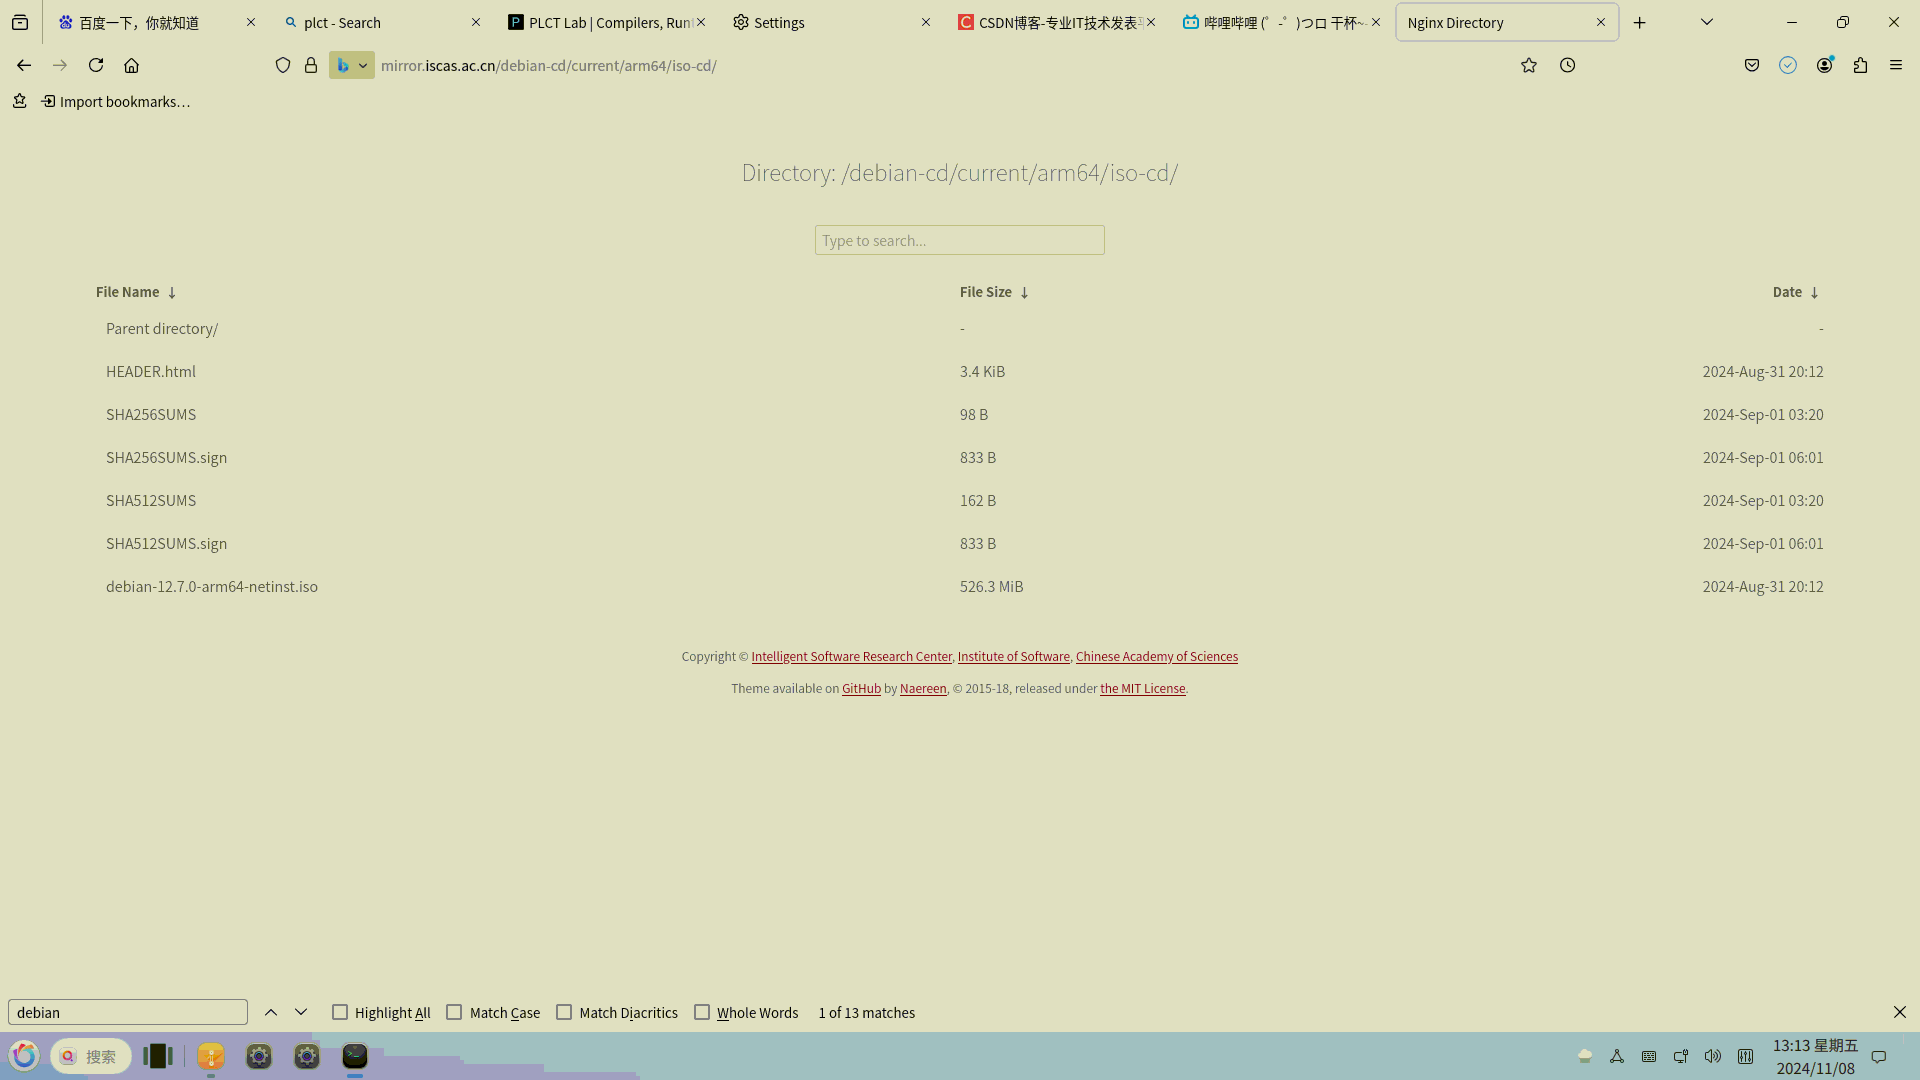 百度一下，你就知道
plct - Search
PLCT Lab | Compilers, Run
Settings
CSDN博客-专业IT技术发表
哔哩哔哩 (゜-゜)つロ 干杯~-
Nginx Directory
mirror.iscas.ac.cn/debian-cd/current/arm64/iso-cd/
Import bookmarks…
Directory: /debian-cd/current/arm64/iso-cd/
Type to search...
File Name ↓ File Size ↓ Date ↓
Parent directory/ - -
HEADER.html 3.4 KiB 2024-Aug-31 20:12
SHA256SUMS 98 B 2024-Sep-01 03:20
SHA256SUMS.sign 833 B 2024-Sep-01 06:01
SHA512SUMS 162 B 2024-Sep-01 03:20
SHA512SUMS.sign 833 B 2024-Sep-01 06:01
debian-12.7.0-arm64-netinst.iso 526.3 MiB 2024-Aug-31 20:12
Copyright © Intelligent Software Research Center, Institute of Software, Chinese Academy of Sciences
Theme available on GitHub by Naereen, © 2015-18, released under the MIT License.
debian
Highlight All
Match Case
Match Diacritics
Whole Words
1 of 13 matches
搜索
13:13 星期五
2024/11/08